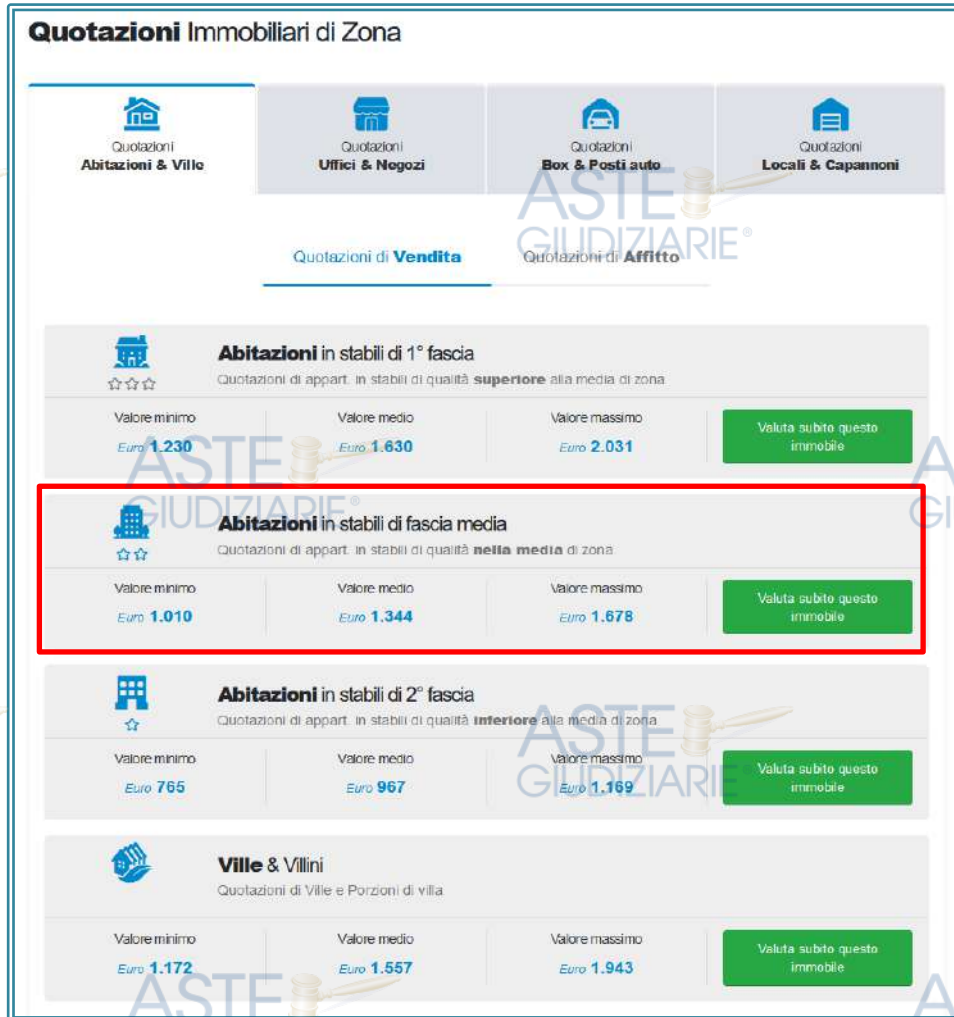 Quotazioni Immobiliari di Zona
Quotazioni
Abitazioni & Ville
Quotazioni
Uffici & Negozi
Quotazioni
Box & Posti auto
Quotazioni
Locali & Capannoni
ASTE
GIUDIZIARIE®
Quotazioni di Vendita
Quotazioni di Affitto
Abitazioni in stabili di 1° fascia
Quotazioni di appart. in stabili di qualità superiore alla media di zona
Valore minimo
Euro 1.230
Valore medio
Euro 1.630
Valore massimo
Euro 2.031
Valuta subito questo
immobile
ASTE
GIUDIZIARIE®
Abitazioni in stabili di fascia media
Quotazioni di appart. in stabili di qualità nella media di zona
Valore minimo
Euro 1.010
Valore medio
Euro 1.344
Valore massimo
Euro 1.678
Valuta subito questo
immobile
Abitazioni in stabili di 2° fascia
Quotazioni di appart. in stabili di qualità inferiore alla media di zona
Valore minimo
Euro 765
Valore medio
Euro 967
Valore massimo
Euro 1.169
Valuta subito questo
immobile
ASTE
GIUDIZIARIE®
Ville & Villini
Quotazioni di Ville e Porzioni di villa
Valore minimo
Euro 1.172
Valore medio
Euro 1.557
Valore massimo
Euro 1.943
Valuta subito questo
immobile
ASTE